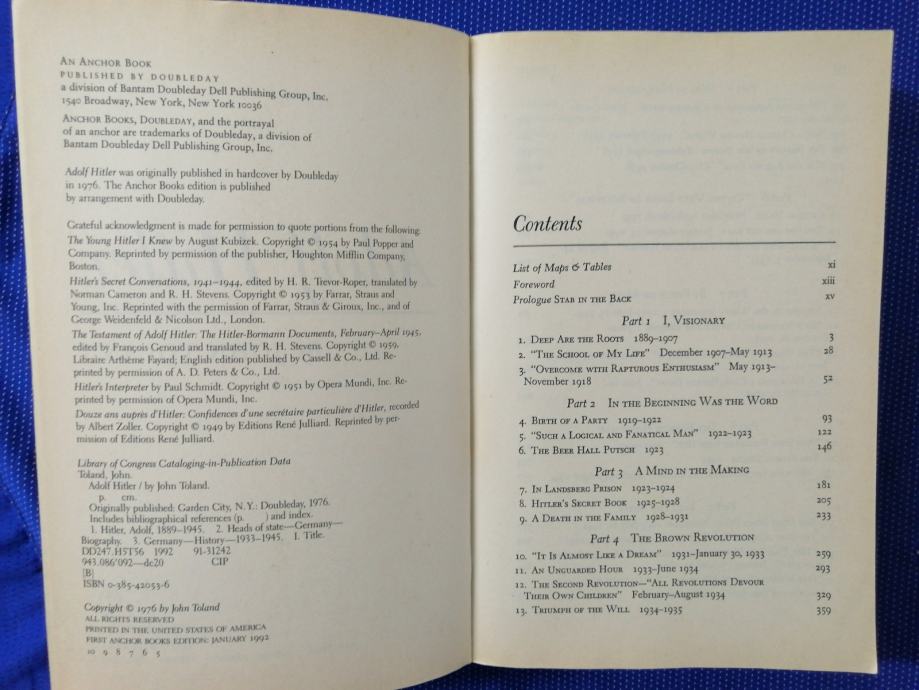 AN ANCHOR BOOK
PUBLISHED BY DOUBLEDAY
a division of Bantam Doubleday Dell Publishing Group, Inc.
1540 Broadway, New York, New York 10036
ANCHOR BOOKS, DOUBLEDAY, and the portrayal
of an anchor are trademarks of Doubleday, a division of
Bantam Doubleday Dell Publishing Group, Inc.
Adolf Hitler was originally published in hardcover by Doubleday
in 1976. The Anchor Books edition is published
by arrangement with Doubleday.
Grateful acknowledgment is made for permission to quote portions from the following:
The Young Hitler I Knew by August Kubizek. Copyright © 1954 by Paul Popper and
Company. Reprinted by permission of the publisher, Houghton Mifflin Company,
Boston.
Hitler's Secret Conversations, 1941–1944, edited by H. R. Trevor-Roper, translated by
Norman Cameron and R. H. Stevens. Copyright © 1953 by Farrar, Straus and
Young, Inc. Reprinted with the permission of Farrar, Straus & Giroux, Inc., and of
George Weidenfeld & Nicolson Ltd., London.
The Testament of Adolf Hitler: The Hitler-Bormann Documents, February–April 1945,
edited by François Genoud and translated by R. H. Stevens. Copyright © 1959,
Libraire Arthème Fayard; English edition published by Cassell & Co., Ltd. Re-
printed by permission of A. D. Peters & Co., Ltd.
Hitler's Interpreter by Paul Schmidt. Copyright © 1951 by Opera Mundi, Inc. Re-
printed by permission of Opera Mundi, Inc.
Douze ans auprès d'Hitler: Confidences d'une secrétaire particulière d'Hitler, recorded
by Albert Zoller. Copyright © 1949 by Editions René Julliard. Reprinted by per-
mission of Editions René Julliard.
Library of Congress Cataloging-in-Publication Data
Toland, John.
Adolf Hitler / by John Toland.
p. cm.
Originally published: Garden City, N.Y.: Doubleday, 1976.
Includes bibliographical references (p. ) and index.
1. Hitler, Adolf, 1889–1945. 2. Heads of state—Germany—
Biography. 3. Germany—History—1933–1945. I. Title.
DD247.H5T56 1992 91-31242
943.086'092—dc20 CIP
[B]
ISBN 0-385-42053-6
Copyright © 1976 by John Toland
ALL RIGHTS RESERVED
PRINTED IN THE UNITED STATES OF AMERICA
FIRST ANCHOR BOOKS EDITION: JANUARY 1992
10 9 8 7 6 5
Contents
List of Maps & Tables xi
Foreword xiii
Prologue STAB IN THE BACK xv
Part 1 I, VISIONARY
1. DEEP ARE THE ROOTS 1889–1907 3
2. "THE SCHOOL OF MY LIFE" December 1907–May 1913 28
3. "OVERCOME WITH RAPTUROUS ENTHUSIASM" May 1913–
November 1918 52
Part 2 IN THE BEGINNING WAS THE WORD
4. BIRTH OF A PARTY 1919–1922 93
5. "SUCH A LOGICAL AND FANATICAL MAN" 1922–1923 122
6. THE BEER HALL PUTSCH 1923 146
Part 3 A MIND IN THE MAKING
7. IN LANDSBERG PRISON 1923–1924 181
8. HITLER'S SECRET BOOK 1925–1928 205
9. A DEATH IN THE FAMILY 1928–1931 233
Part 4 THE BROWN REVOLUTION
10. "IT IS ALMOST LIKE A DREAM" 1931–January 30, 1933 259
11. AN UNGUARDED HOUR 1933–June 1934 293
12. THE SECOND REVOLUTION—"ALL REVOLUTIONS DEVOUR
THEIR OWN CHILDREN" February–August 1934 329
13. TRIUMPH OF THE WILL 1934–1935 359